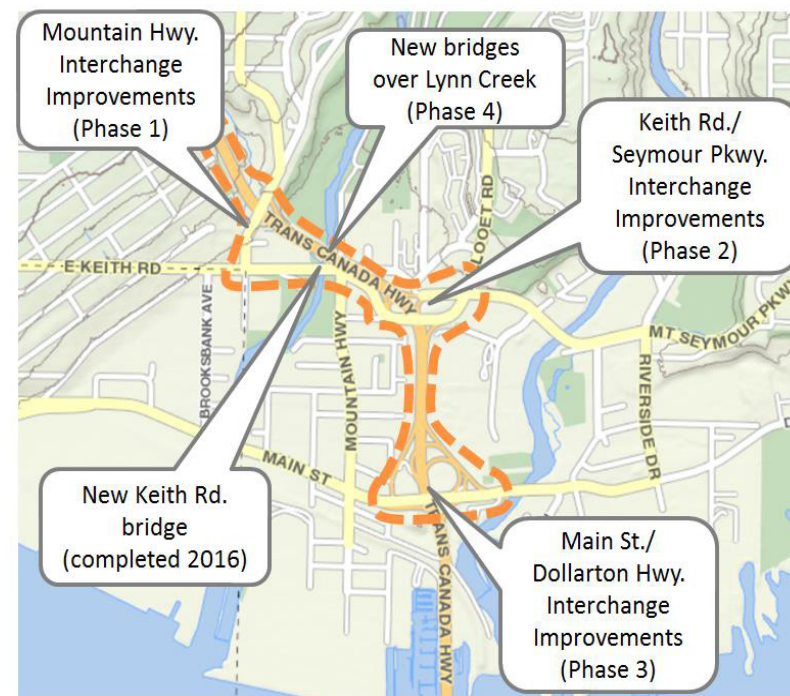 Mountain Hwy.
Interchange
Improvements
(Phase 1)
New bridges
over Lynn Creek
(Phase 4)
Keith Rd./
Seymour Pkwy.
Interchange
Improvements
(Phase 2)
LOOET RD
TRANS CANADA HWY
E KEITH RD
BROOKSBANK AVE
MOUNTAIN HWY
MT SEYMOUR PKWY
RIVERSIDE DR
MAIN ST
New Keith Rd.
bridge
(completed 2016)
TRANS CANADA HWY
Main St./
Dollarton Hwy.
Interchange
Improvements
(Phase 3)